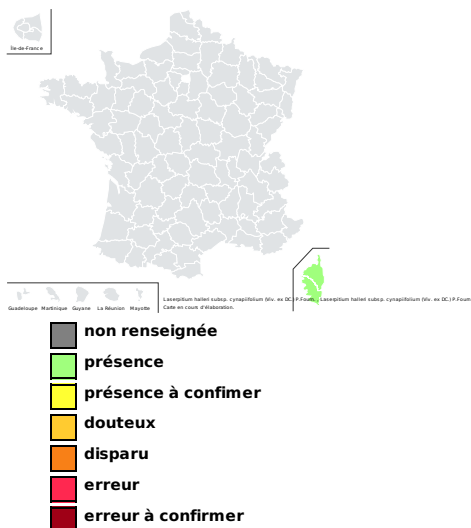 Île-de-France
Guadeloupe Martinique Guyane La Réunion Mayotte
Laserpitium halleri subsp. cynapiifolium (Viv. ex DC.) P.Fourn. Laserpitium halleri subsp. cynapiifolium (Viv. ex DC.) P.Fourn
Carte en cours d'élaboration.
non renseignée
présence
présence à confimer
douteux
disparu
erreur
erreur à confirmer